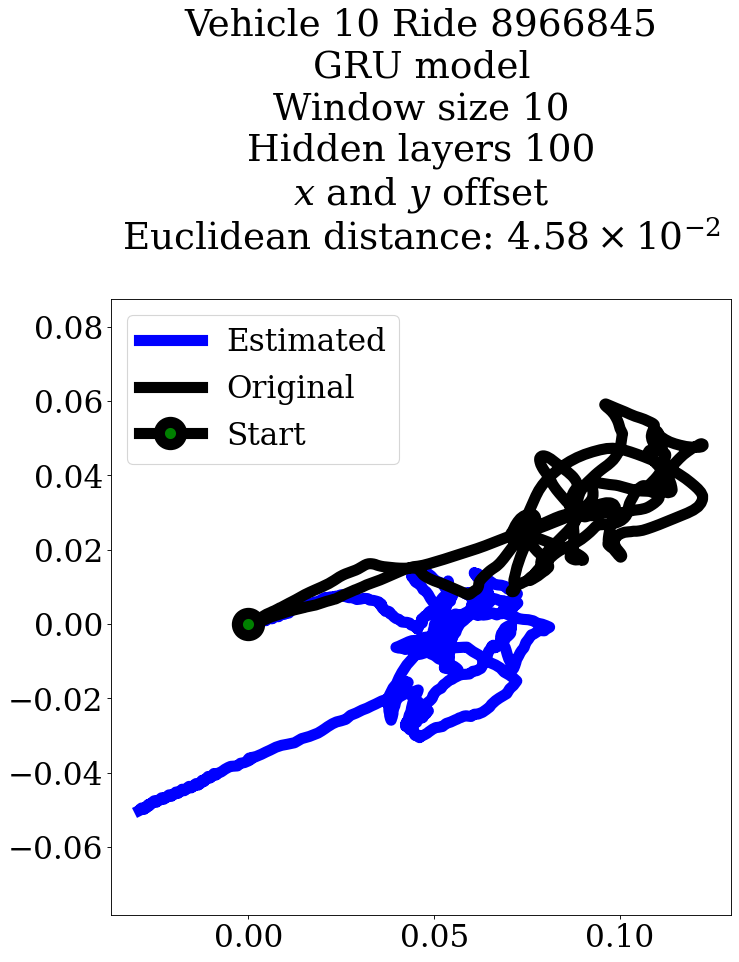 Vehicle 10 Ride 8966845
GRU model
Window size 10
Hidden layers 100
x and y offset
Euclidean distance: 4.58 × 10⁻²
Estimated
Original
Start
0.08
0.06
0.04
0.02
0.00
−0.02
−0.04
−0.06
0.00 0.05 0.10